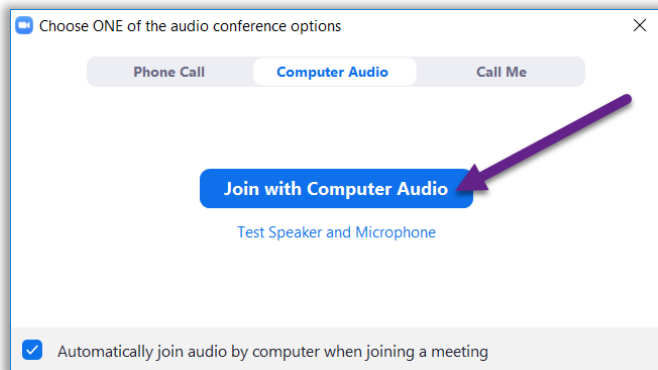 Choose ONE of the audio conference options
Phone Call Computer Audio Call Me
Join with Computer Audio
Test Speaker and Microphone
Automatically join audio by computer when joining a meeting